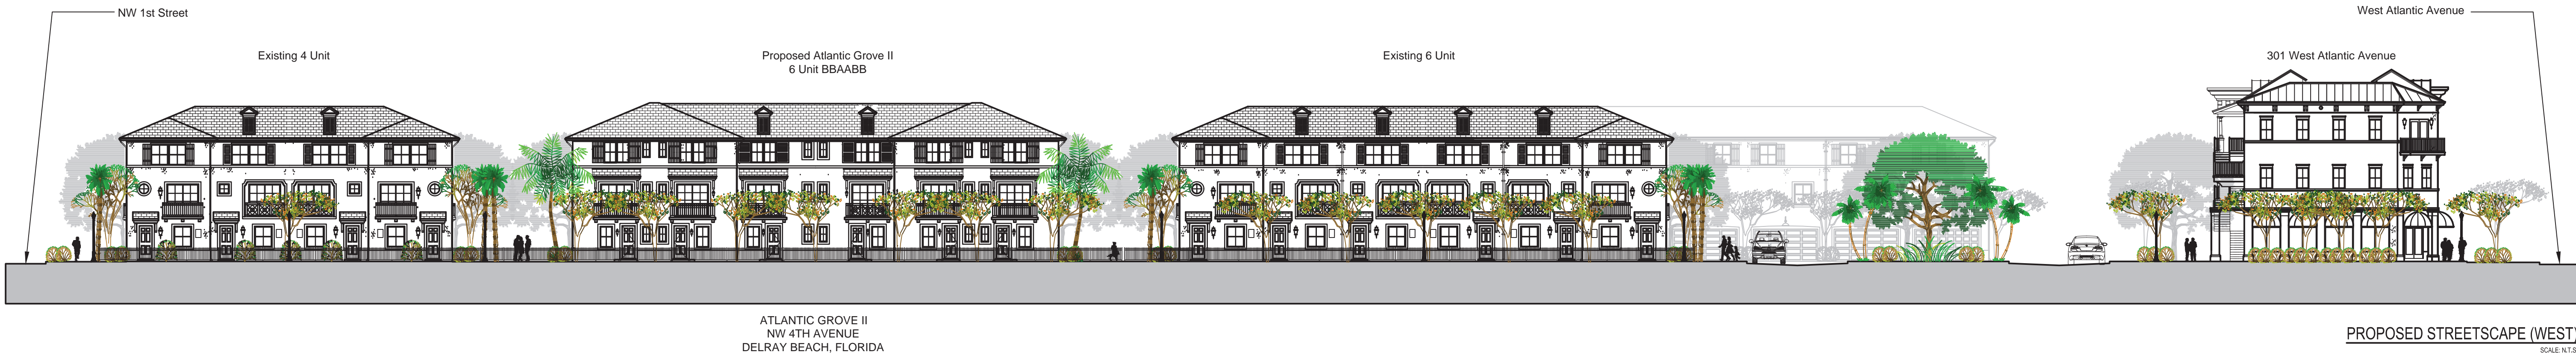 NW 1st Street
West Atlantic Avenue
Existing 4 Unit
Proposed Atlantic Grove II
6 Unit BBAABB
Existing 6 Unit
301 West Atlantic Avenue
ATLANTIC GROVE II
NW 4TH AVENUE
DELRAY BEACH, FLORIDA
PROPOSED STREETSCAPE (WEST)
SCALE: N.T.S